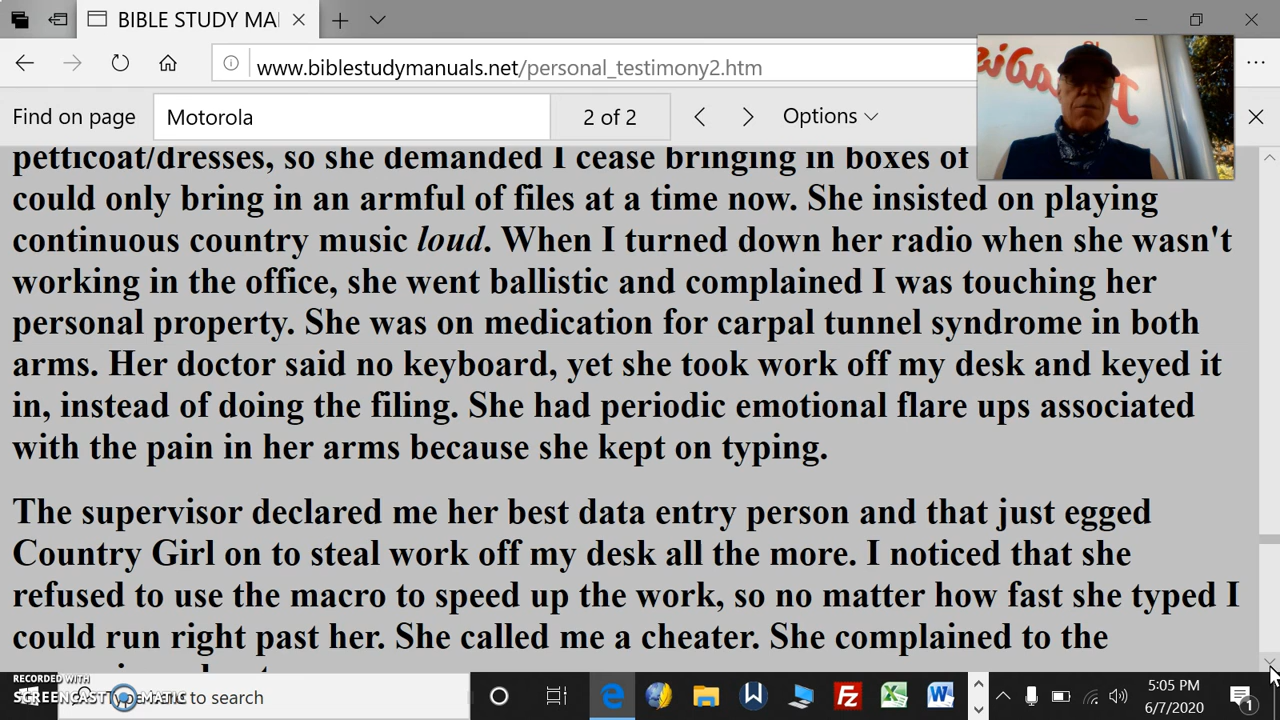 BIBLE STUDY MA
www.biblestudymanuals.net/personal_testimony2.htm
Find on page
Motorola
2 of 2
Options
petticoat/dresses, so she demanded I cease bringing in boxes of
could only bring in an armful of files at a time now. She insisted on playing
continuous country music loud. When I turned down her radio when she wasn't
working in the office, she went ballistic and complained I was touching her
personal property. She was on medication for carpal tunnel syndrome in both
arms. Her doctor said no keyboard, yet she took work off my desk and keyed it
in, instead of doing the filing. She had periodic emotional flare ups associated
with the pain in her arms because she kept on typing.
The supervisor declared me her best data entry person and that just egged
Country Girl on to steal work off my desk all the more. I noticed that she
refused to use the macro to speed up the work, so no matter how fast she typed I
could run right past her. She called me a cheater. She complained to the
RECORDED WITH
SCREENCAST MATIC
Type here to search
5:05 PM
6/7/2020
1